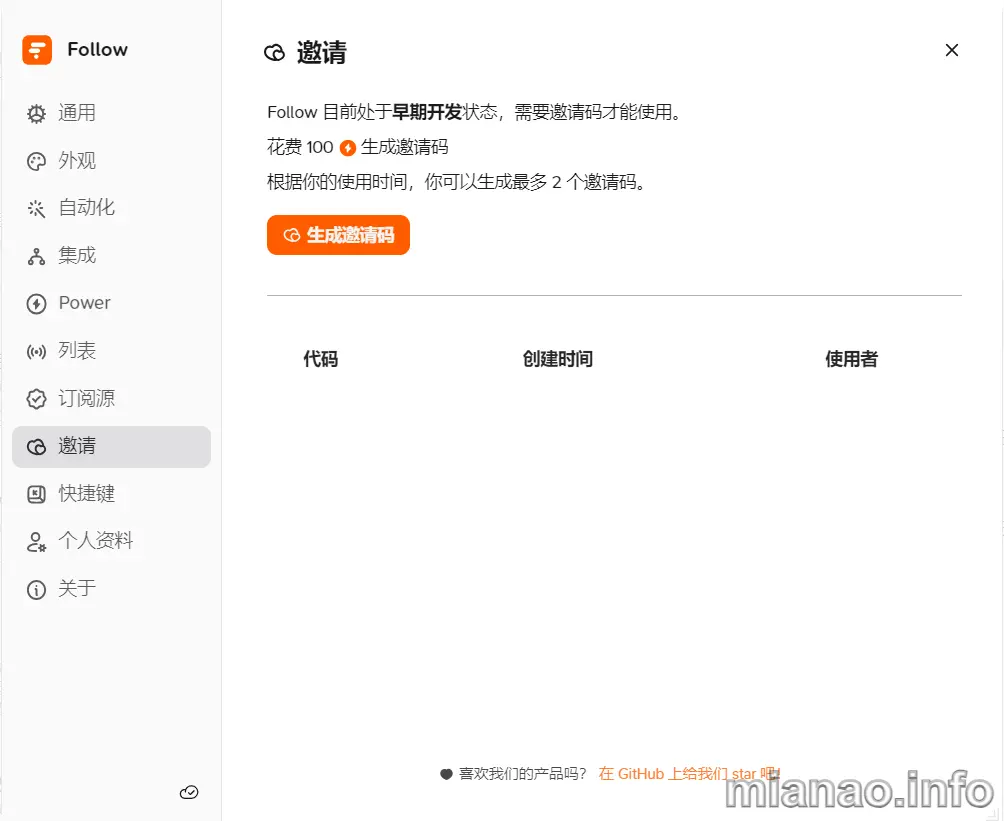 Follow
通用
外观
自动化
集成
Power
列表
订阅源
邀请
快捷键
个人资料
关于
邀请
Follow 目前处于早期开发状态，需要邀请码才能使用。
花费 100 生成邀请码
根据你的使用时间，你可以生成最多 2 个邀请码。
生成邀请码
代码 创建时间 使用者
喜欢我们的产品吗？ 在 GitHub 上给我们 star 吧！
mianao.info